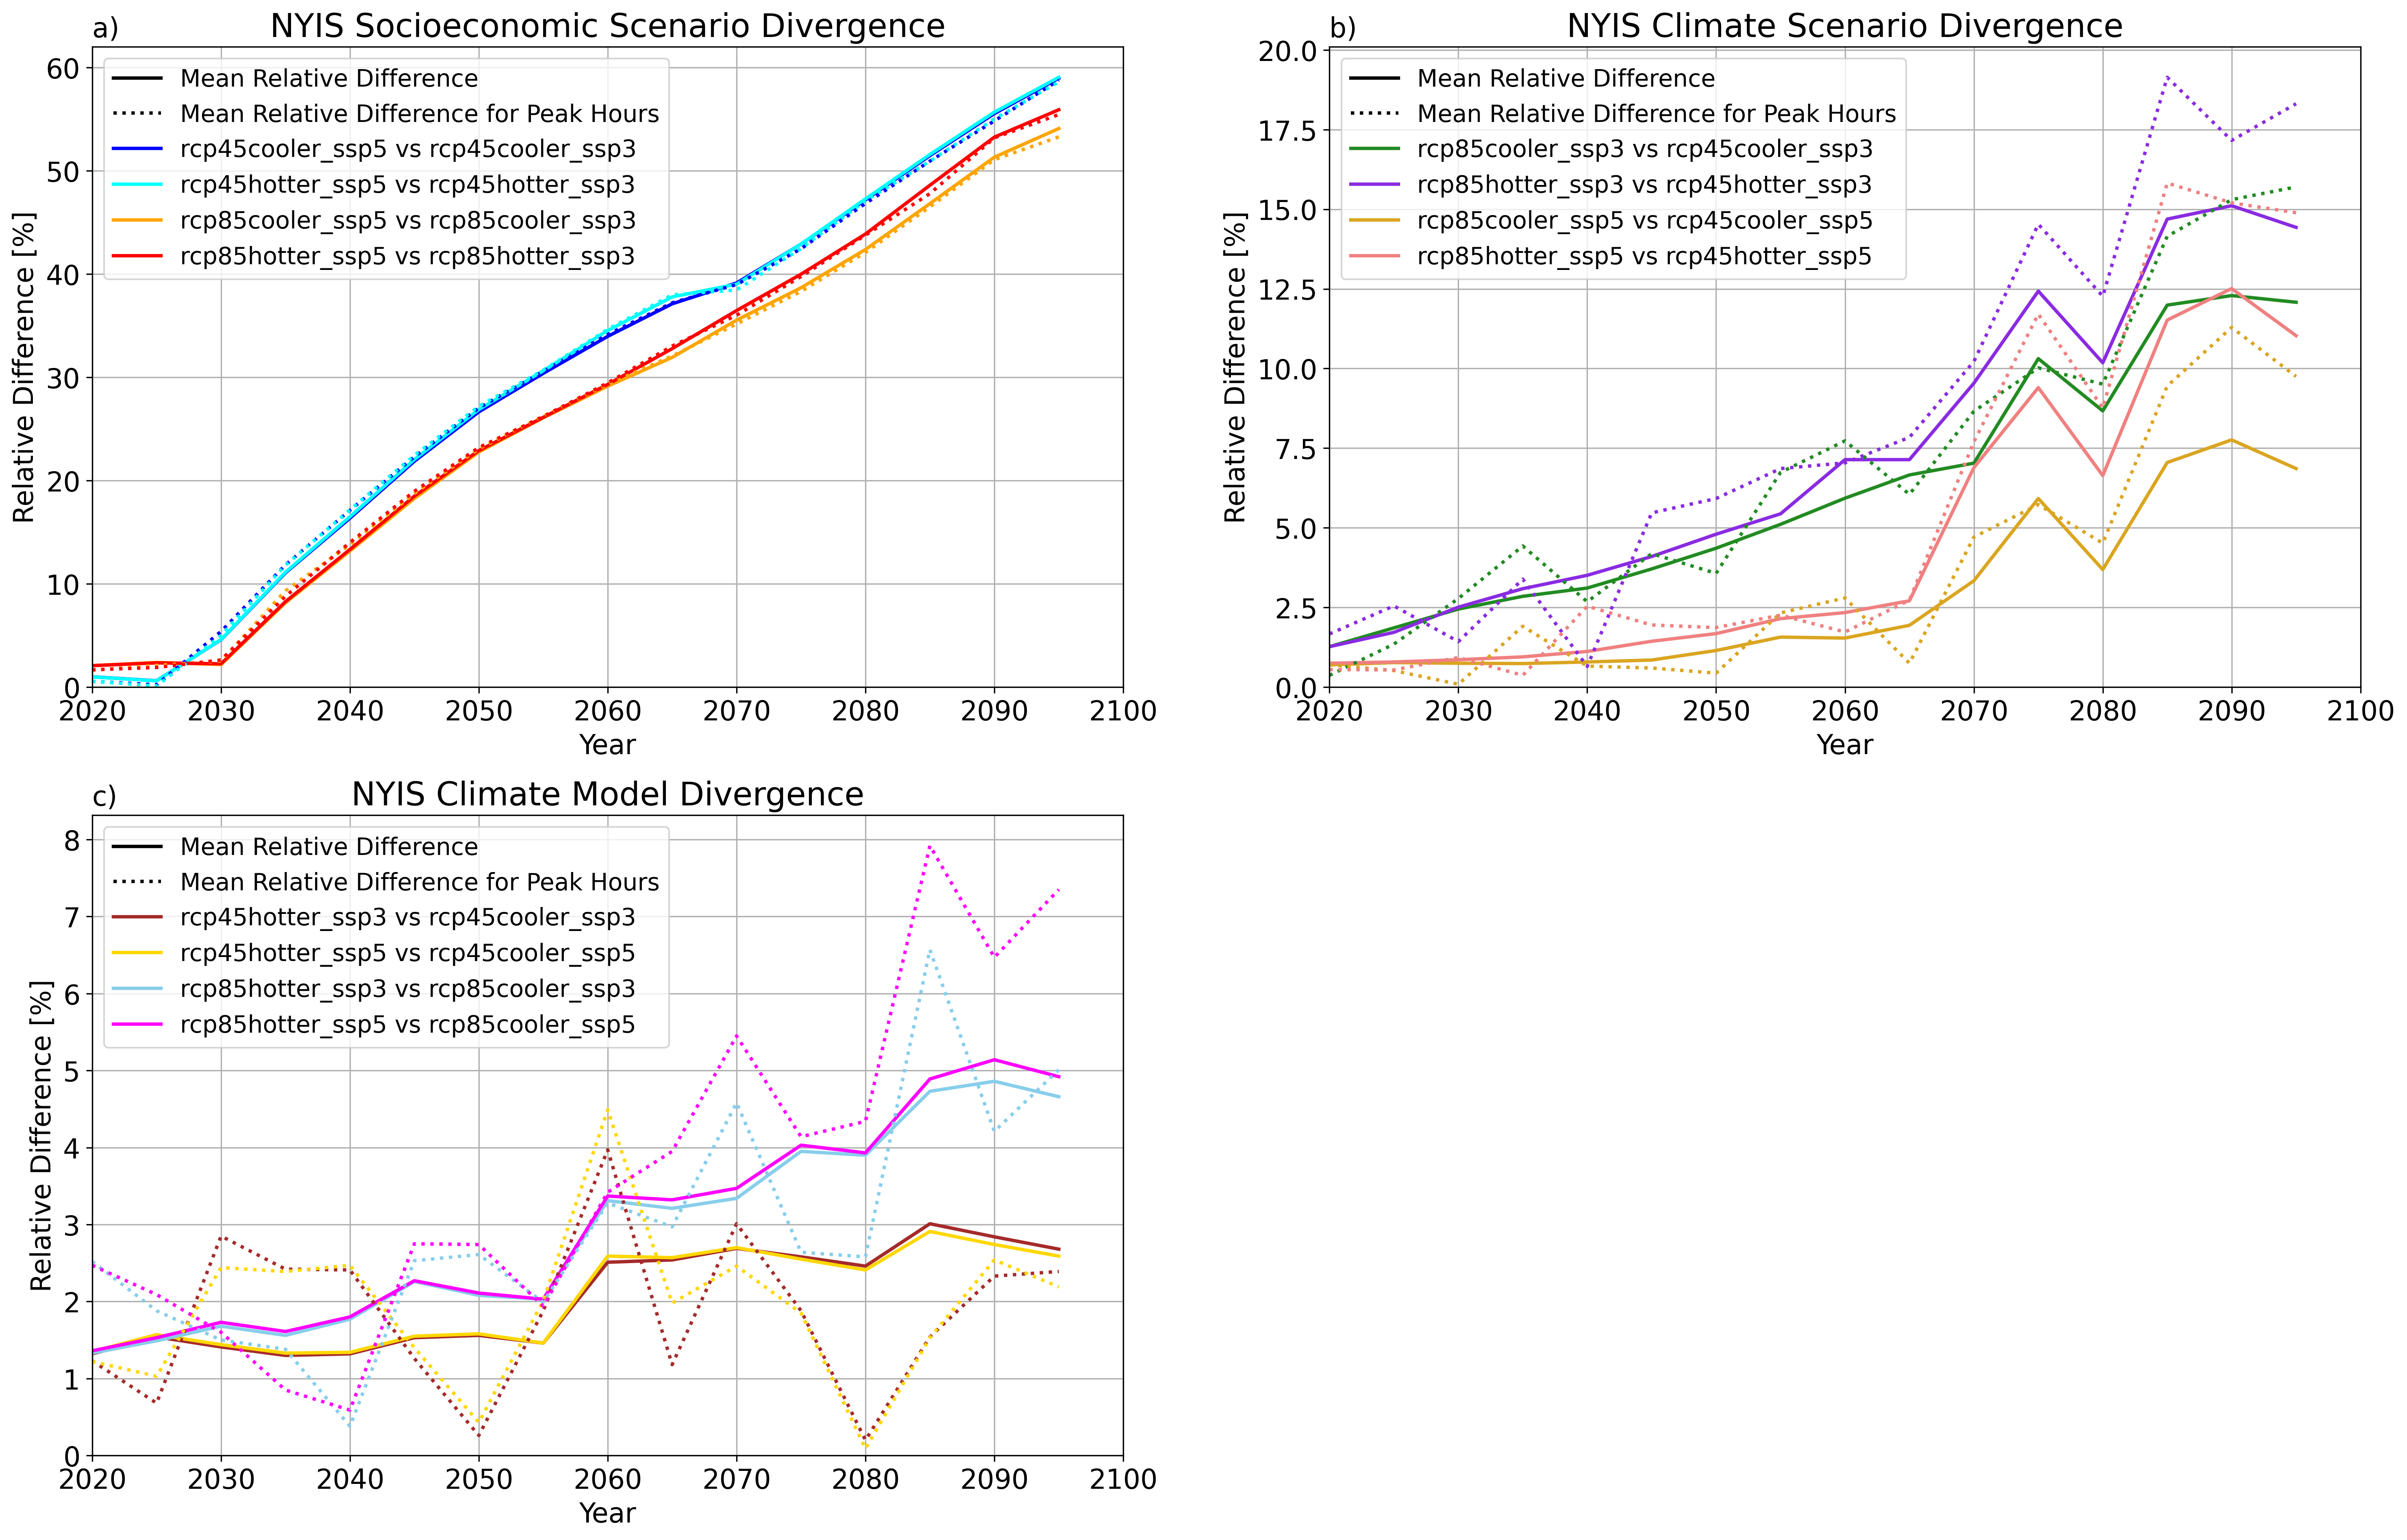 a)
NYIS Socioeconomic Scenario Divergence
Relative Difference [%]
60
50
40
30
20
10
0
Mean Relative Difference
Mean Relative Difference for Peak Hours
rcp45cooler_ssp5 vs rcp45cooler_ssp3
rcp45hotter_ssp5 vs rcp45hotter_ssp3
rcp85cooler_ssp5 vs rcp85cooler_ssp3
rcp85hotter_ssp5 vs rcp85hotter_ssp3
2020 2030 2040 2050 2060 2070 2080 2090 2100
Year
b)
NYIS Climate Scenario Divergence
Relative Difference [%]
20.0
17.5
15.0
12.5
10.0
7.5
5.0
2.5
0.0
Mean Relative Difference
Mean Relative Difference for Peak Hours
rcp85cooler_ssp3 vs rcp45cooler_ssp3
rcp85hotter_ssp3 vs rcp45hotter_ssp3
rcp85cooler_ssp5 vs rcp45cooler_ssp5
rcp85hotter_ssp5 vs rcp45hotter_ssp5
2020 2030 2040 2050 2060 2070 2080 2090 2100
Year
c)
NYIS Climate Model Divergence
Relative Difference [%]
8
7
6
5
4
3
2
1
0
Mean Relative Difference
Mean Relative Difference for Peak Hours
rcp45hotter_ssp3 vs rcp45cooler_ssp3
rcp45hotter_ssp5 vs rcp45cooler_ssp5
rcp85hotter_ssp3 vs rcp85cooler_ssp3
rcp85hotter_ssp5 vs rcp85cooler_ssp5
2020 2030 2040 2050 2060 2070 2080 2090 2100
Year